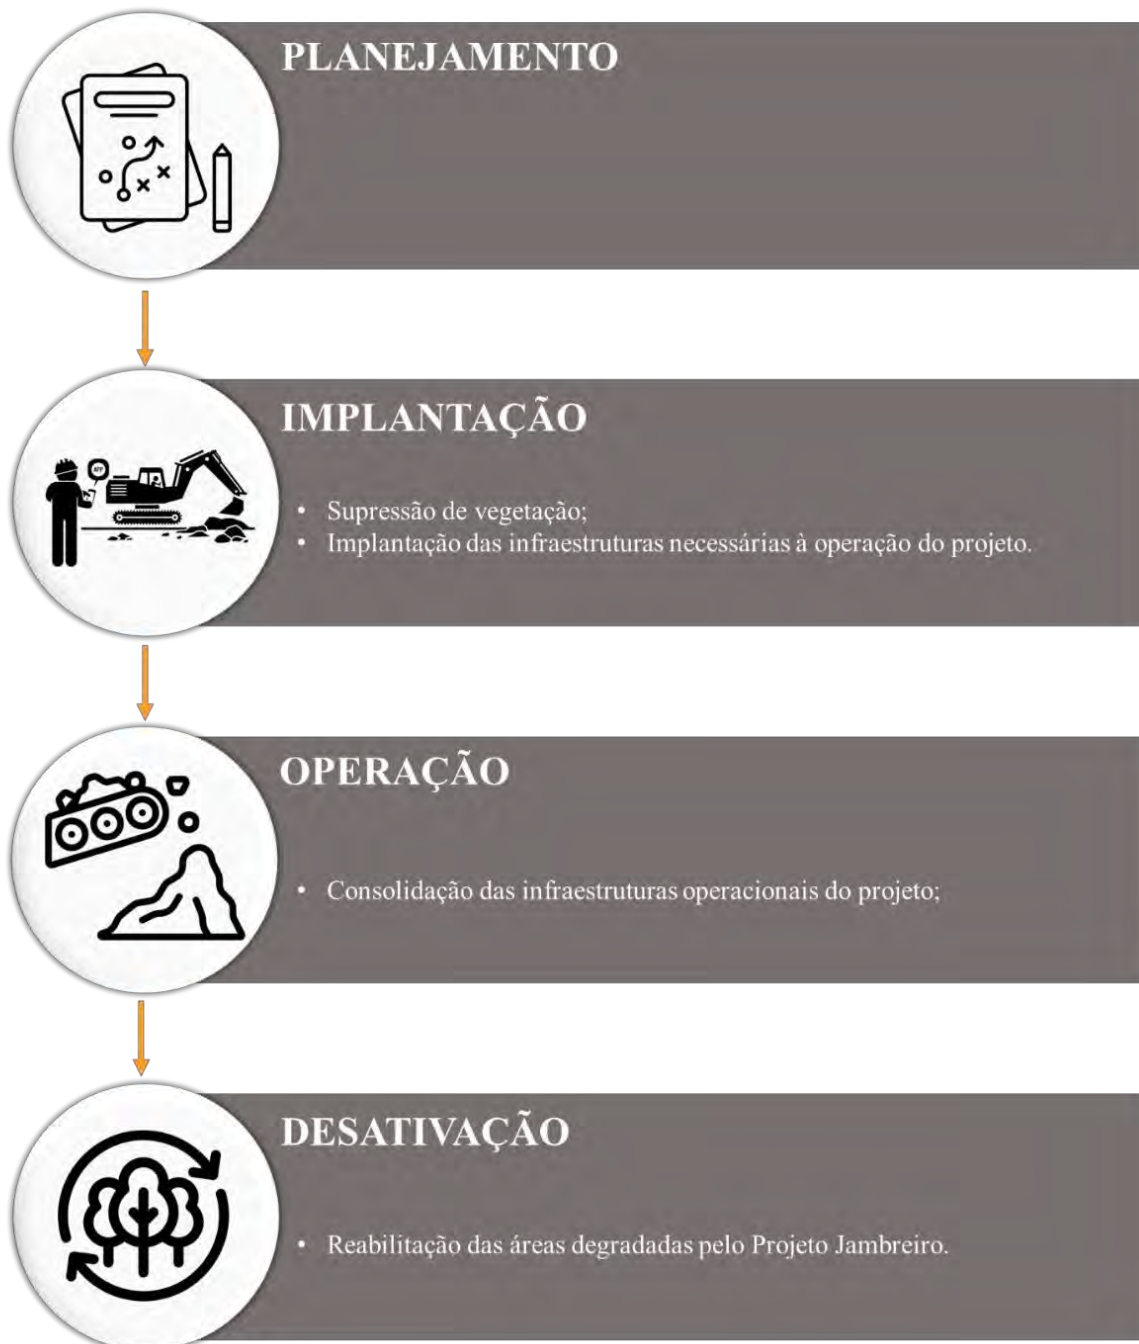 PLANEJAMENTO
IMPLANTAÇÃO
• Supressão de vegetação;
• Implantação das infraestruturas necessárias à operação do projeto.
OPERAÇÃO
• Consolidação das infraestruturas operacionais do projeto;
DESATIVAÇÃO
• Reabilitação das áreas degradadas pelo Projeto Jambreiro.